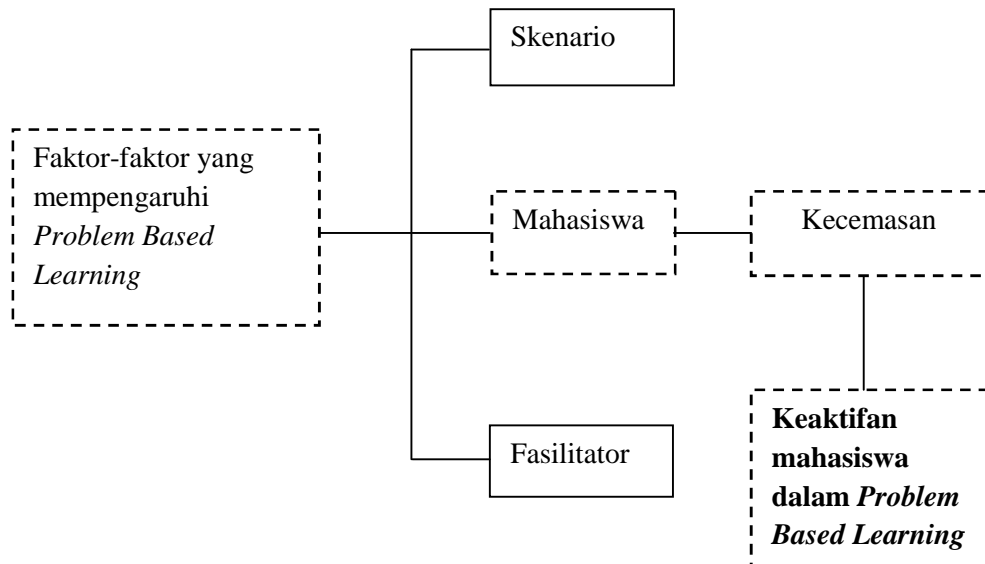 Skenario
Faktor-faktor yang
mempengaruhi
Problem Based
Learning
Mahasiswa
Kecemasan
Fasilitator
Keaktifan
mahasiswa
dalam Problem
Based Learning